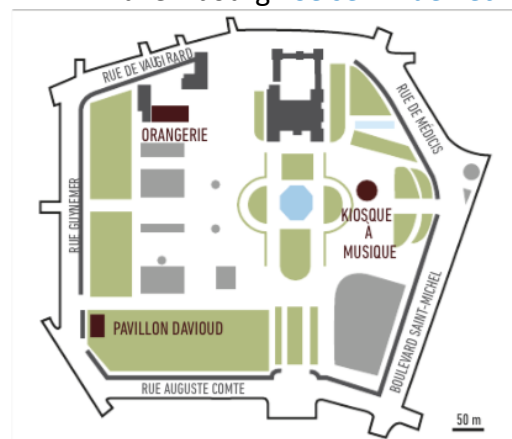 RUE DE VAUGIRARD
ORANGERIE
RUE DE MÉDICIS
RUE GUYNEMER
KIOSQUE
À
MUSIQUE
PAVILLON DAVIOUD
BOULEVARD SAINT-MICHEL
RUE AUGUSTE COMTE
50 m